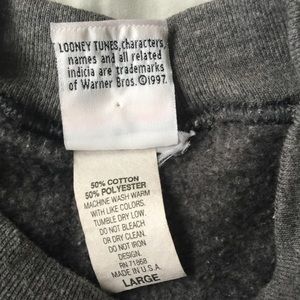 LOONEY TUNES, characters,
names and all related
indicia are trademarks
of Warner Bros. ©1997.
50% COTTON
50% POLYESTER
MACHINE WASH WARM
WITH LIKE COLORS.
TUMBLE DRY LOW.
DO NOT BLEACH
OR DRY CLEAN.
DO NOT IRON
DESIGN.
RN 71868
MADE IN U.S.A.
LARGE